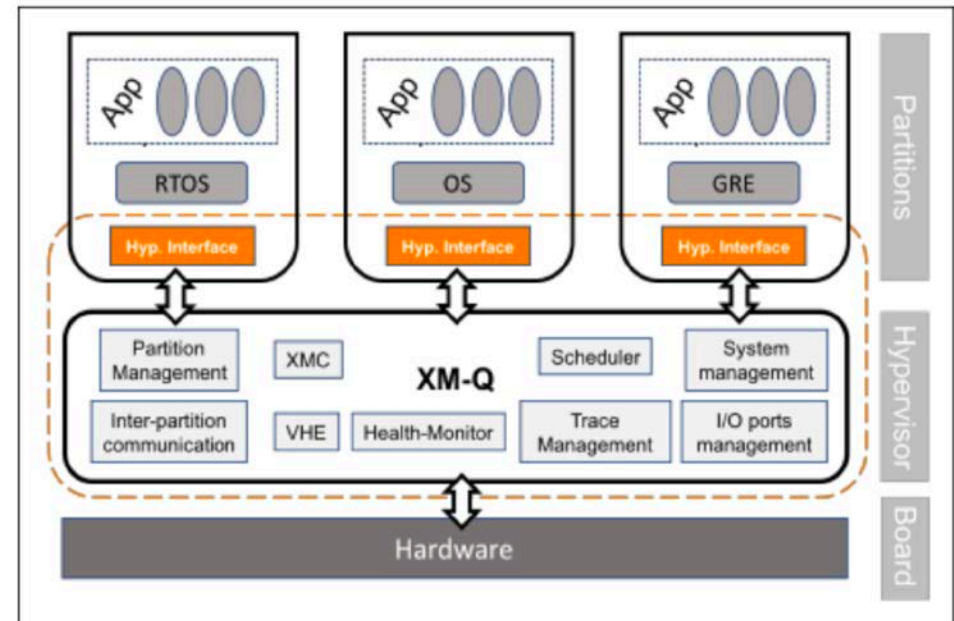 App
App
App
RTOS
OS
GRE
Partitions
Hyp. Interface
Hyp. Interface
Hyp. Interface
Partition
Management
XMC
XM-Q
Scheduler
System
management
Inter-partition
communication
VHE
Health-Monitor
Trace
Management
I/O ports
management
Hypervisor
Hardware
Board